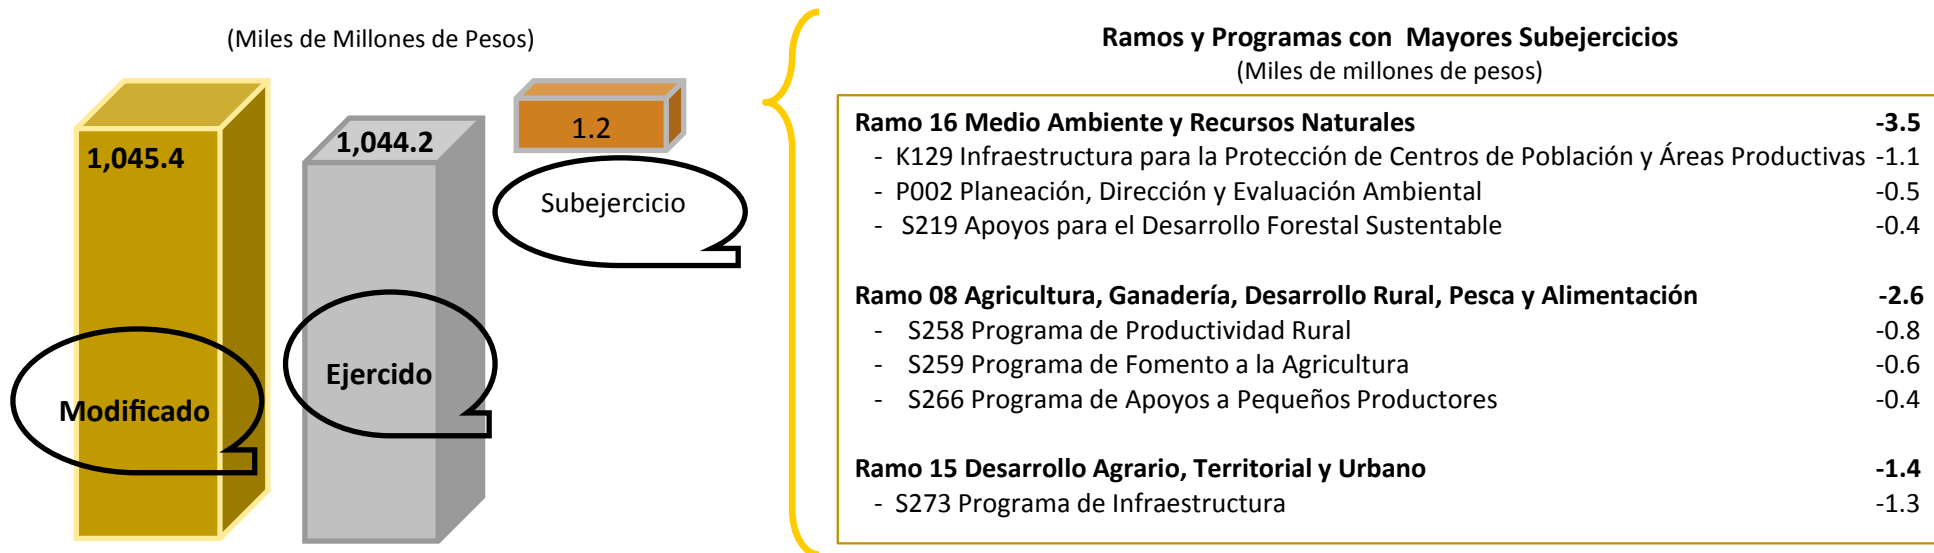 (Miles de Millones de Pesos)
1,045.4
1,044.2
1.2
Subejercicio
Ejercido
Modificado
Ramos y Programas con Mayores Subejercicios
(Miles de millones de pesos)
Ramo 16 Medio Ambiente y Recursos Naturales -3.5
- K129 Infraestructura para la Protección de Centros de Población y Áreas Productivas -1.1
- P002 Planeación, Dirección y Evaluación Ambiental -0.5
- S219 Apoyos para el Desarrollo Forestal Sustentable -0.4
Ramo 08 Agricultura, Ganadería, Desarrollo Rural, Pesca y Alimentación -2.6
- S258 Programa de Productividad Rural -0.8
- S259 Programa de Fomento a la Agricultura -0.6
- S266 Programa de Apoyos a Pequeños Productores -0.4
Ramo 15 Desarrollo Agrario, Territorial y Urbano -1.4
- S273 Programa de Infraestructura -1.3